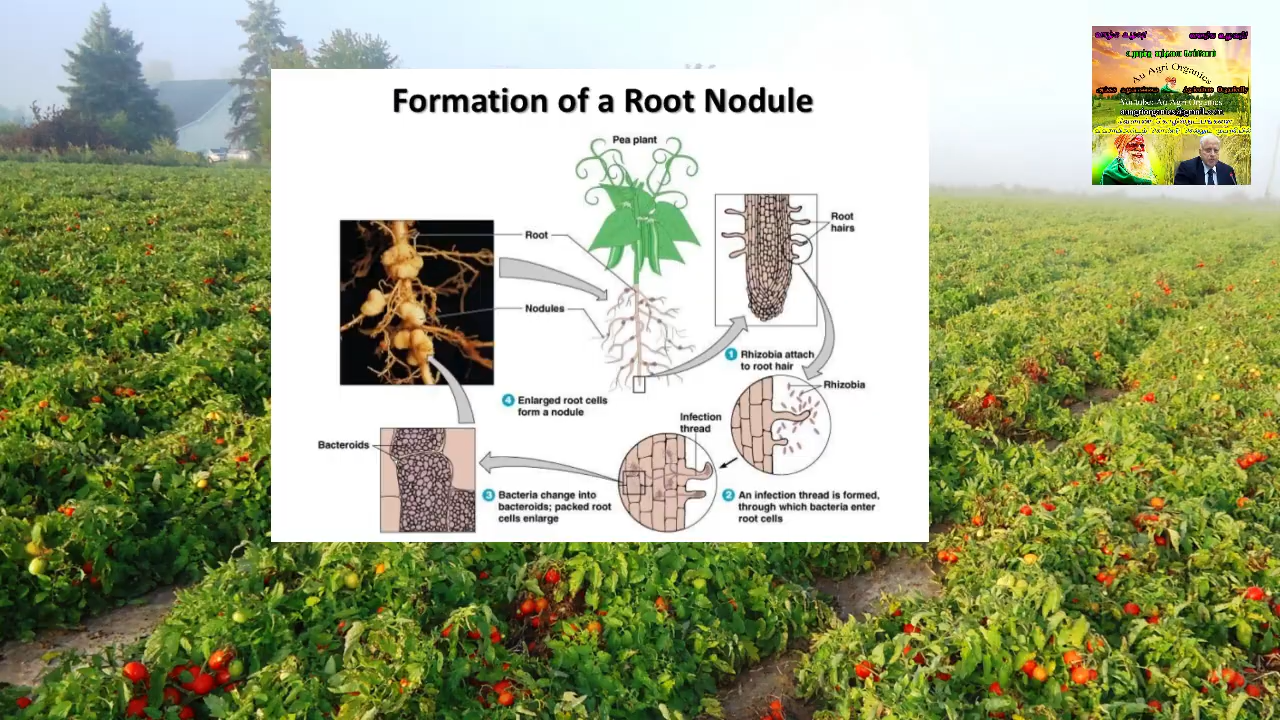 Formation of a Root Nodule
Pea plant
Root
Nodules
Root
hairs
1 Rhizobia attach
to root hair
Rhizobia
Infection
thread
2 An infection thread is formed,
through which bacteria enter
root cells
3 Bacteria change into
bacteroids; packed root
cells enlarge
Bacteroids
4 Enlarged root cells
form a nodule
Au Agri Organics
Youtube: Au Agri Organics